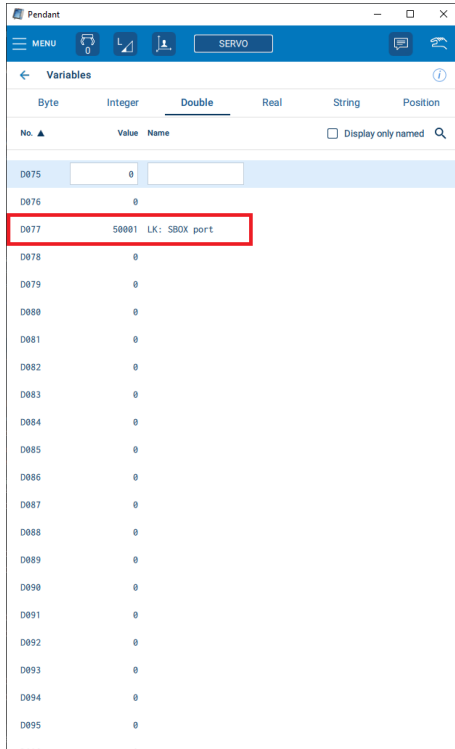 Pendant
MENU 0 SERVO
Variables i
Byte Integer Double Real String Position
No. ▲ Value Name Display only named
D075 0
D076 0
D077 50001 LK: SBOX port
D078 0
D079 0
D080 0
D081 0
D082 0
D083 0
D084 0
D085 0
D086 0
D087 0
D088 0
D089 0
D090 0
D091 0
D092 0
D093 0
D094 0
D095 0